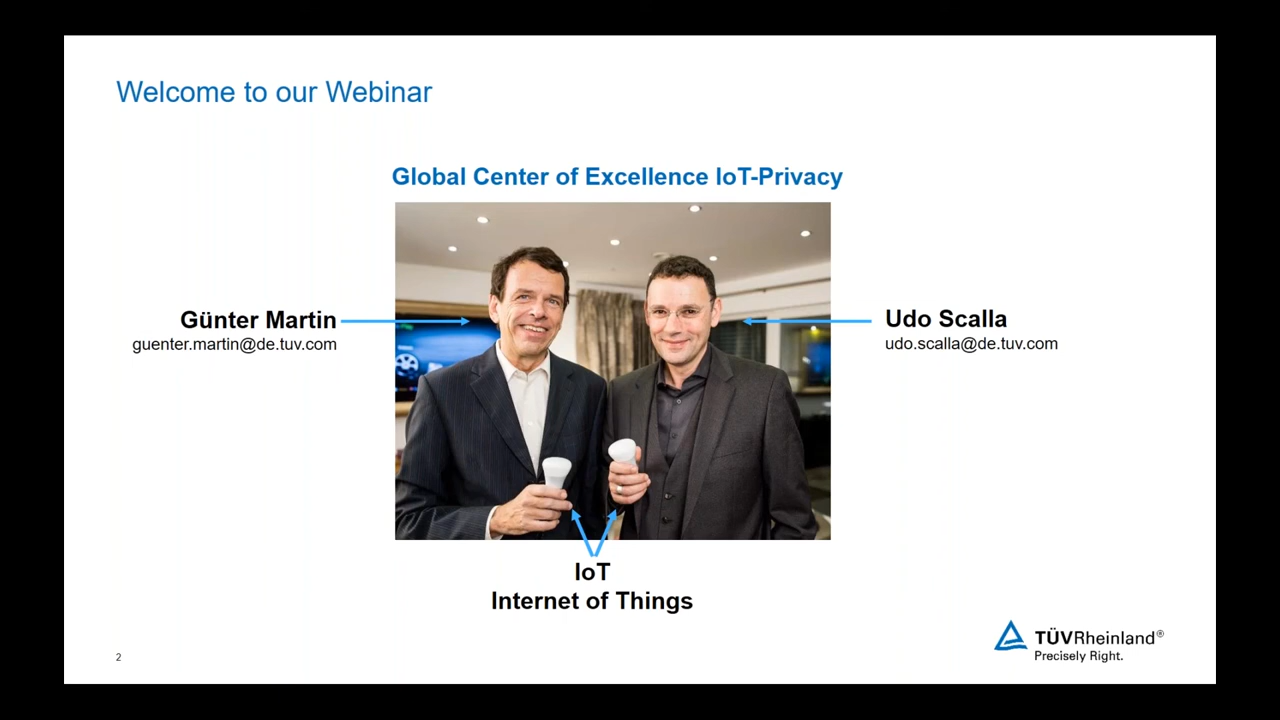 Welcome to our Webinar
Global Center of Excellence IoT-Privacy
Günter Martin
guenter.martin@de.tuv.com
Udo Scalla
udo.scalla@de.tuv.com
IoT
Internet of Things
2
TÜVRheinland®
Precisely Right.